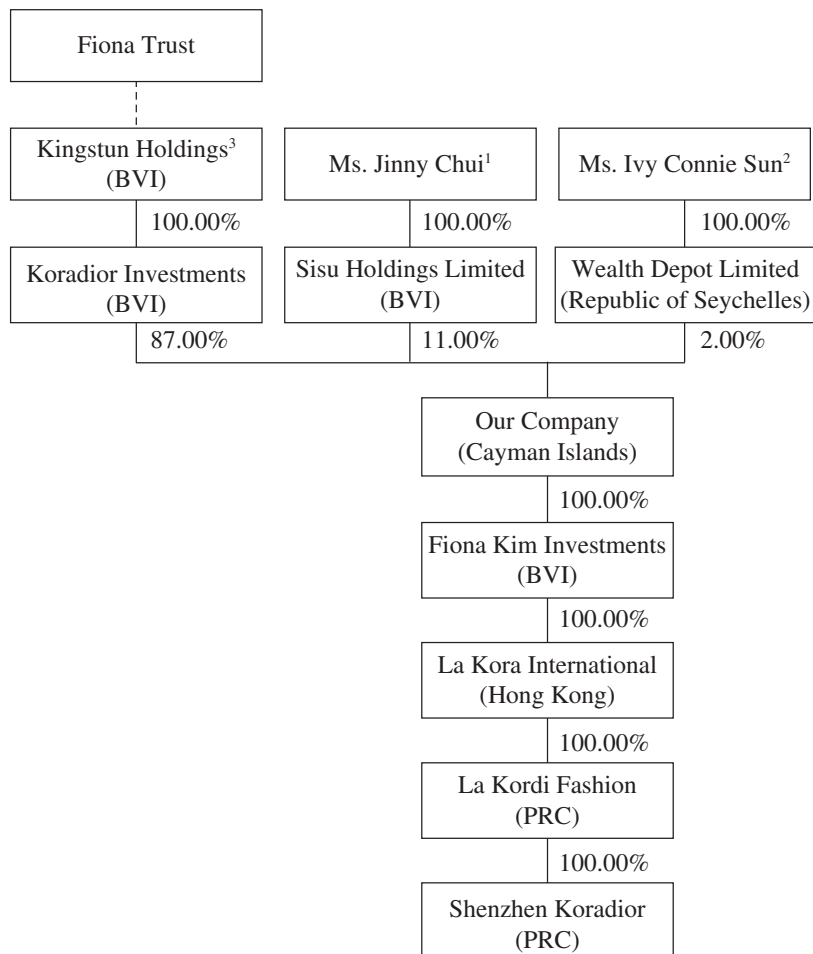 Fiona Trust
Kingstun Holdings³
(BVI)
Ms. Jinny Chui¹
Ms. Ivy Connie Sun²
100.00%
100.00%
100.00%
Koradior Investments
(BVI)
Sisu Holdings Limited
(BVI)
Wealth Depot Limited
(Republic of Seychelles)
87.00%
11.00%
2.00%
Our Company
(Cayman Islands)
100.00%
Fiona Kim Investments
(BVI)
100.00%
La Kora International
(Hong Kong)
100.00%
La Kordi Fashion
(PRC)
100.00%
Shenzhen Koradior
(PRC)